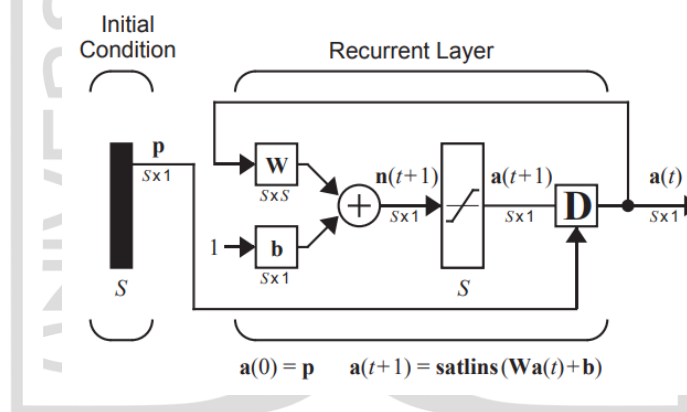 Initial
Condition
Recurrent Layer
p
Sx1
S
W
SxS
1
b
Sx1
+
n(t+1)
Sx1
S
a(t+1)
Sx1
D
a(t)
Sx1
a(0) = p a(t+1) = satlins(Wa(t)+b)